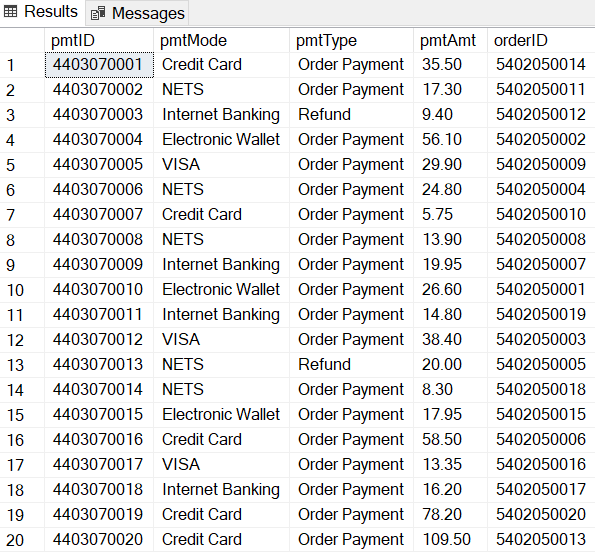 Results Messages
pmtID pmtMode pmtType pmtAmt orderID
1 4403070001 Credit Card Order Payment 35.50 5402050014
2 4403070002 NETS Order Payment 17.30 5402050011
3 4403070003 Internet Banking Refund 9.40 5402050012
4 4403070004 Electronic Wallet Order Payment 56.10 5402050002
5 4403070005 VISA Order Payment 29.90 5402050009
6 4403070006 NETS Order Payment 24.80 5402050004
7 4403070007 Credit Card Order Payment 5.75 5402050010
8 4403070008 NETS Order Payment 13.90 5402050008
9 4403070009 Internet Banking Order Payment 19.95 5402050007
10 4403070010 Electronic Wallet Order Payment 26.60 5402050001
11 4403070011 Internet Banking Order Payment 14.80 5402050019
12 4403070012 VISA Order Payment 38.40 5402050003
13 4403070013 NETS Refund 20.00 5402050005
14 4403070014 NETS Order Payment 8.30 5402050018
15 4403070015 Electronic Wallet Order Payment 17.95 5402050015
16 4403070016 Credit Card Order Payment 58.50 5402050006
17 4403070017 VISA Order Payment 13.35 5402050016
18 4403070018 Internet Banking Order Payment 16.20 5402050017
19 4403070019 Credit Card Order Payment 78.20 5402050020
20 4403070020 Credit Card Order Payment 109.50 5402050013